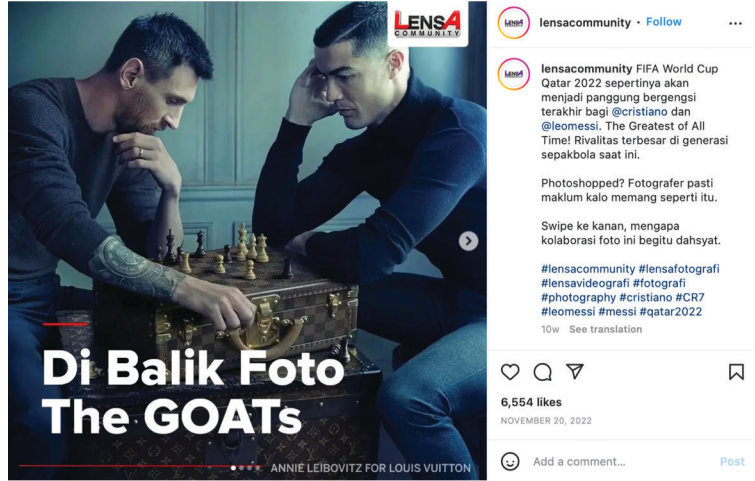 LENSA
COMMUNITY
Di Balik Foto
The GOATs
ANNIE LEIBOVITZ FOR LOUIS VUITTON
lensacommunity • Follow
lensacommunity FIFA World Cup
Qatar 2022 sepertinya akan
menjadi panggung bergengsi
terakhir bagi @cristiano dan
@leomessi. The Greatest of All
Time! Rivalitas terbesar di generasi
sepakbola saat ini.
Photoshopped? Fotografer pasti
maklum kalo memang seperti itu.
Swipe ke kanan, mengapa
kolaborasi foto ini begitu dahsyat.
#lensacommunity #lensafotografi
#lensavideografi #fotografi
#photography #cristiano #CR7
#leomessi #messi #qatar2022
10w See translation
6,554 likes
NOVEMBER 20, 2022
Add a comment... Post